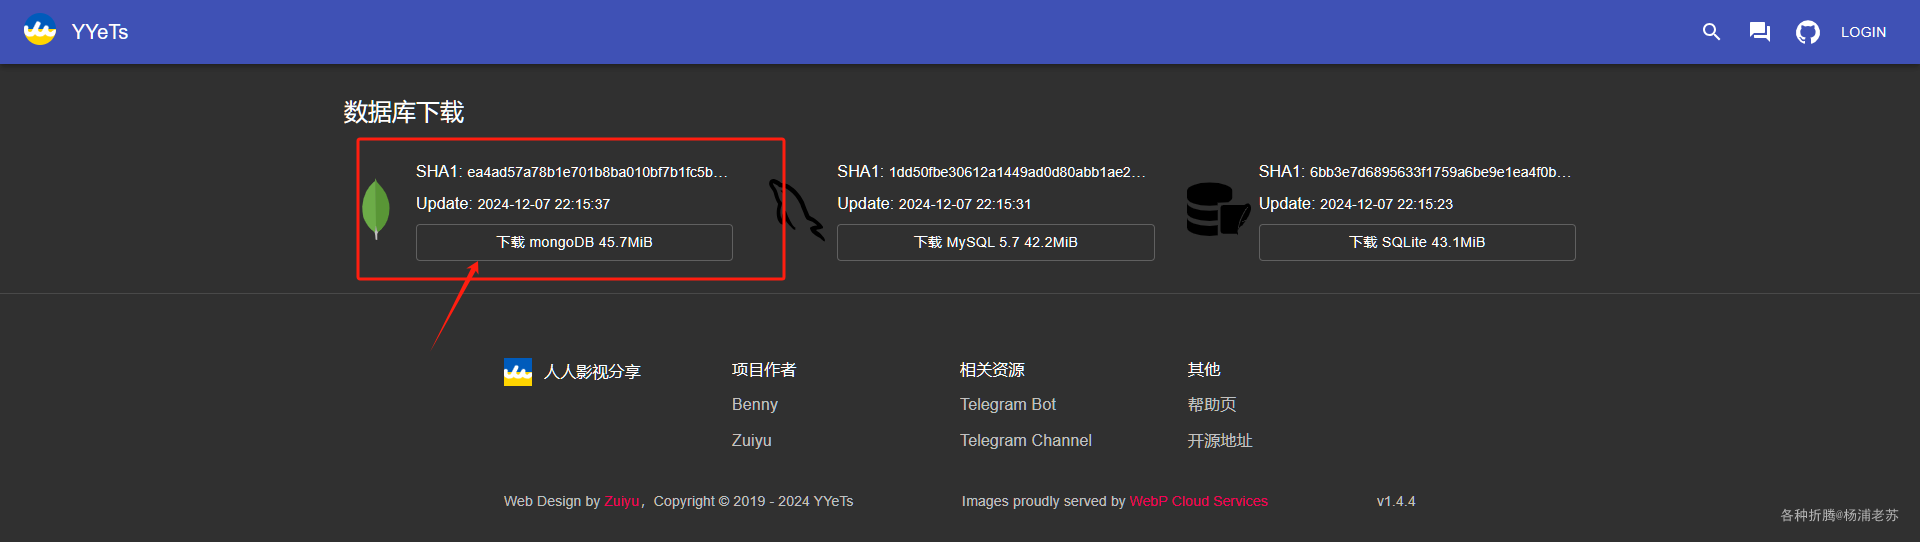 YYeTs
LOGIN
数据库下载
SHA1: ea4ad57a78b1e701b8ba010bf7b1fc5b...
Update: 2024-12-07 22:15:37
下载 mongoDB 45.7MiB
SHA1: 1dd50fbe30612a1449ad0d80abb1ae2...
Update: 2024-12-07 22:15:31
下载 MySQL 5.7 42.2MiB
SHA1: 6bb3e7d6895633f1759a6be9e1ea4f0b...
Update: 2024-12-07 22:15:23
下载 SQLite 43.1MiB
人人影视分享
项目作者
Benny
Zuiyu
相关资源
Telegram Bot
Telegram Channel
其他
帮助页
开源地址
Web Design by Zuiyu，Copyright © 2019 - 2024 YYeTs
Images proudly served by WebP Cloud Services
v1.4.4
各种折腾@杨浦老苏